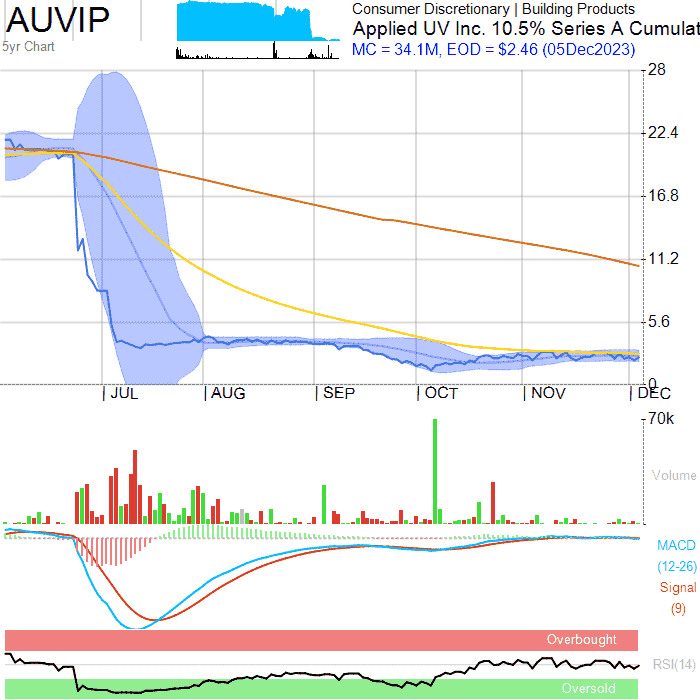 AUVIP
5yr Chart
Consumer Discretionary | Building Products
Applied UV Inc. 10.5% Series A Cumulat
MC = 34.1M, EOD = $2.46 (05Dec2023)
28
22.4
16.8
11.2
5.6
0
JUL AUG SEP OCT NOV DEC
70k
Volume
MACD
(12-26)
Signal
(9)
Overbought
RSI(14)
Oversold